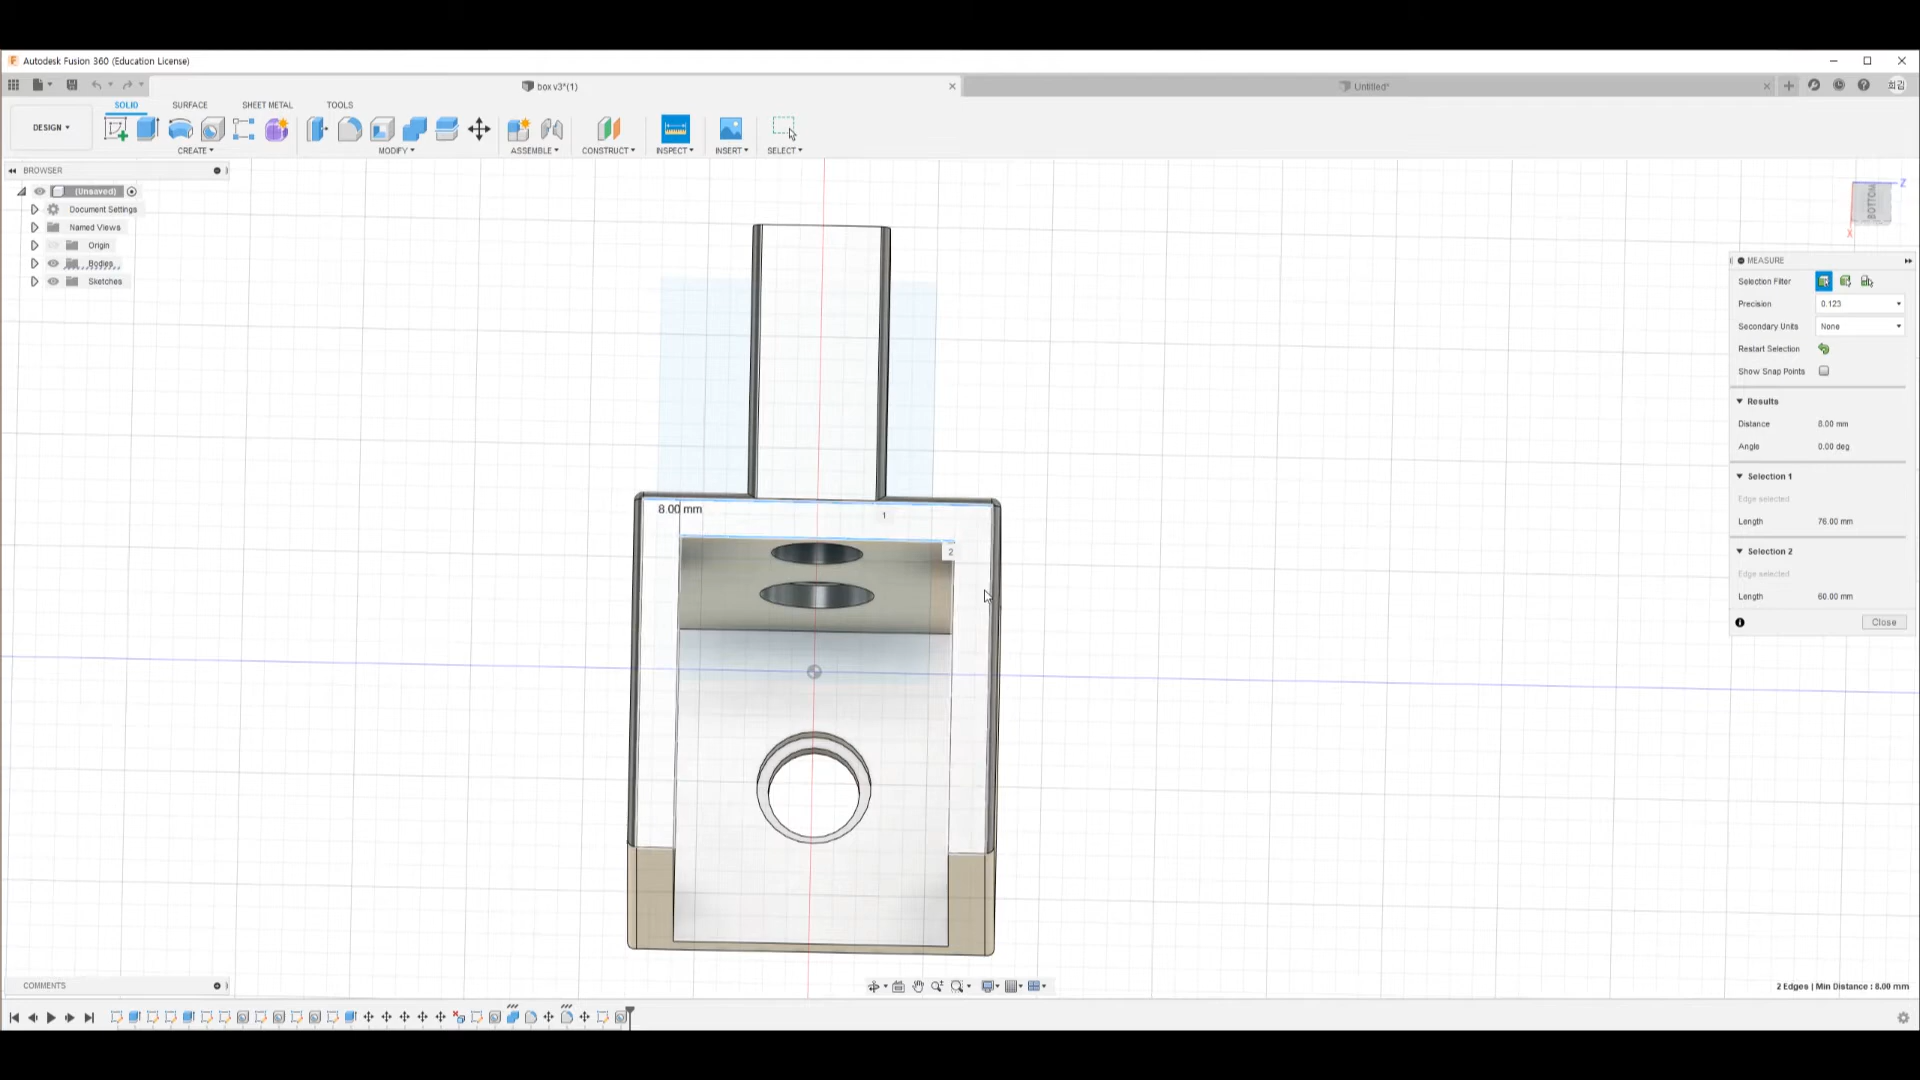 Autodesk Fusion 360 (Education License)
box v3*(1)
Untitled*
희김
DESIGN
SOLID
SURFACE
SHEET METAL
TOOLS
CREATE
MODIFY
ASSEMBLE
CONSTRUCT
INSPECT
INSERT
SELECT
BROWSER
(Unsaved)
Document Settings
Named Views
Origin
Bodies
Sketches
BOTTOM
Z
X
MEASURE
Selection Filter
Precision 0.123
Secondary Units None
Restart Selection
Show Snap Points
Results
Distance 8.00 mm
Angle 0.00 deg
Selection 1
Edge selected
Length 76.00 mm
Selection 2
Edge selected
Length 60.00 mm
Close
8.00 mm
1
2
COMMENTS
2 Edges | Min Distance : 8.00 mm